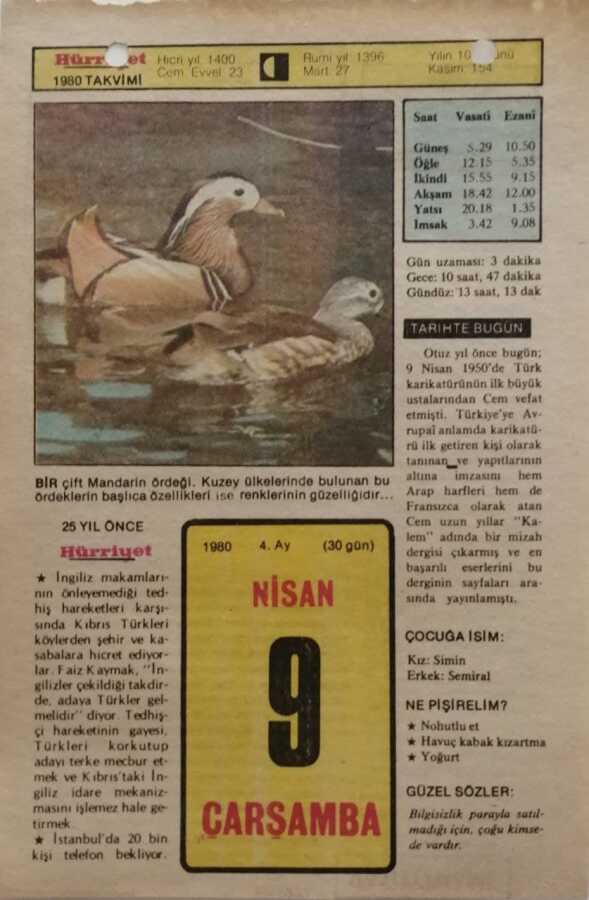 Hürriyet
1980 TAKVİMİ
Hicri yıl 1400
Cem. Evvel. 23
Rumi yıl 1396
Mart. 27
Yılın
Kasım 154
Saat Vasati Ezani
Güneş 5.29 10.50
Öğle 12.15 5.35
İkindi 15.55 9.15
Akşam 18.42 12.00
Yatsı 20.18 1.35
İmsak 3.42 9.08
Gün uzaması: 3 dakika
Gece: 10 saat, 47 dakika
Gündüz: 13 saat, 13 dak
TARİHTE BUGÜN
Otuz yıl önce bugün;
9 Nisan 1950'de Türk
karikatürünün ilk büyük
ustalarından Cem vefat
etmişti. Türkiye'ye Av-
rupaî anlamda karikatü-
rü ilk getiren kişi olarak
tanınan ve yapıtlarının
altına imzasını hem
Arap harfleri hem de
Fransızca olarak atan
Cem uzun yıllar "Ka-
lem" adında bir mizah
dergisi çıkarmış ve en
başarılı eserlerini bu
derginin sayfaları ara-
sında yayınlamıştı.
BİR çift Mandarin ördeği. Kuzey ülkelerinde bulunan bu
ördeklerin başlıca özellikleri ise renklerinin güzelliğidir...
25 YIL ÖNCE
Hürriyet
★ İngiliz makamları-
nın önleyemediği ted-
hiş hareketleri karşı-
sında Kıbrıs Türkleri
köylerden şehir ve ka-
sabalara hicret ediyor-
lar. Faiz Kaymak, "İn-
gilizler çekildiği takdir-
de, adaya Türkler gel-
melidir" diyor. Tedhiş-
çi hareketinin gayesi,
Türkleri korkutup
adayı terke mecbur et-
mek ve Kıbrıs'taki İn-
giliz idare mekaniz-
masını işlemez hale ge-
tirmek.
★ İstanbul'da 20 bin
kişi telefon bekliyor.
1980 4. Ay (30 gün)
NİSAN
9
ÇARŞAMBA
ÇOCUĞA İSİM:
Kız: Simin
Erkek: Semiral
NE PİŞİRELİM?
★ Nohutlu et
★ Havuç kabak kızartma
★ Yoğurt
GÜZEL SÖZLER:
Bilgisizlik parayla satıl-
madığı için, çoğu kimse-
de vardır.